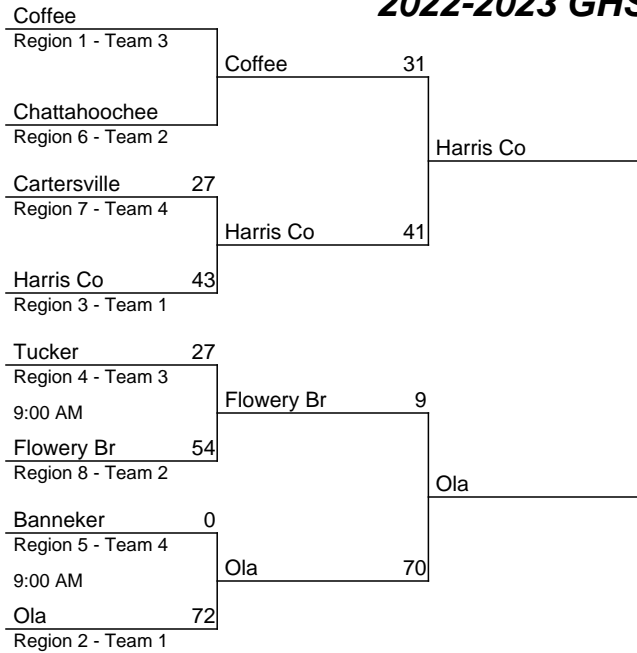 2022-2023 GHS
Coffee
Region 1 - Team 3
Coffee 31
Chattahoochee
Region 6 - Team 2
Harris Co
Cartersville 27
Region 7 - Team 4
Harris Co 41
Harris Co 43
Region 3 - Team 1
Tucker 27
Region 4 - Team 3
Flowery Br 9
9:00 AM
Flowery Br 54
Region 8 - Team 2
Ola
Banneker 0
Region 5 - Team 4
Ola 70
9:00 AM
Ola 72
Region 2 - Team 1